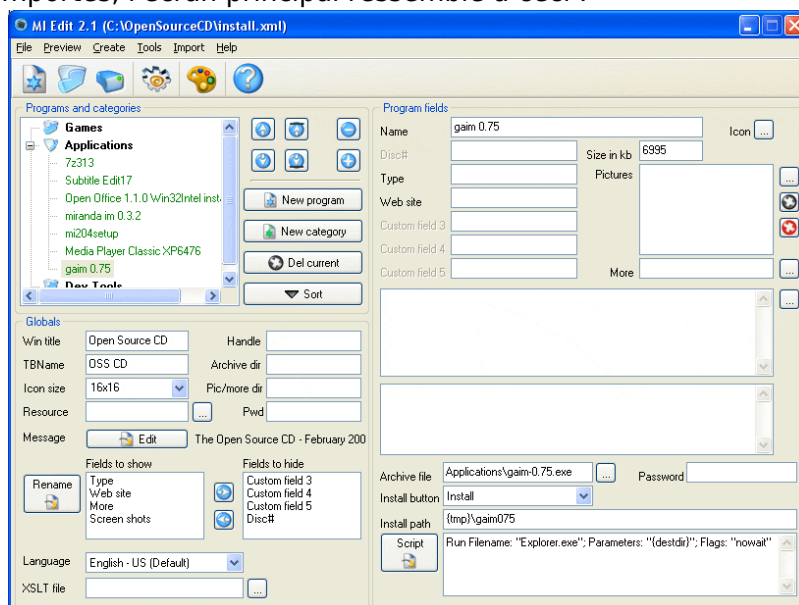 MI Edit 2.1 (C:\OpenSourceCD\install.xml)
File Preview Create Tools Import Help
Programs and categories
Games
Applications
7z313
Subtitle Edit17
Open Office 1.1.0 Win32Intel inst
miranda im 0.3.2
mi204setup
Media Player Classic XP6476
gaim 0.75
Dev Tools
New program
New category
Del current
Sort
Program fields
Name gaim 0.75 Icon ...
Disc# Size in kb 6995
Type Pictures ...
Web site
Custom field 3
Custom field 4
Custom field 5 More ...
...
Archive file Applications\gaim-0.75.exe ... Password
Install button Install
Install path {tmp}\gaim075
Script Run Filename: "Explorer.exe"; Parameters: "{destdir}"; Flags: "nowait"
Globals
Win title Open Source CD Handle
TBName OSS CD Archive dir
Icon size 16x16 Pic/more dir
Resource ... Pwd
Message Edit The Open Source CD - February 200
Fields to show Fields to hide
Rename
Type
Web site
More
Screen shots
Custom field 3
Custom field 4
Custom field 5
Disc#
Language English - US (Default)
XSLT file ...